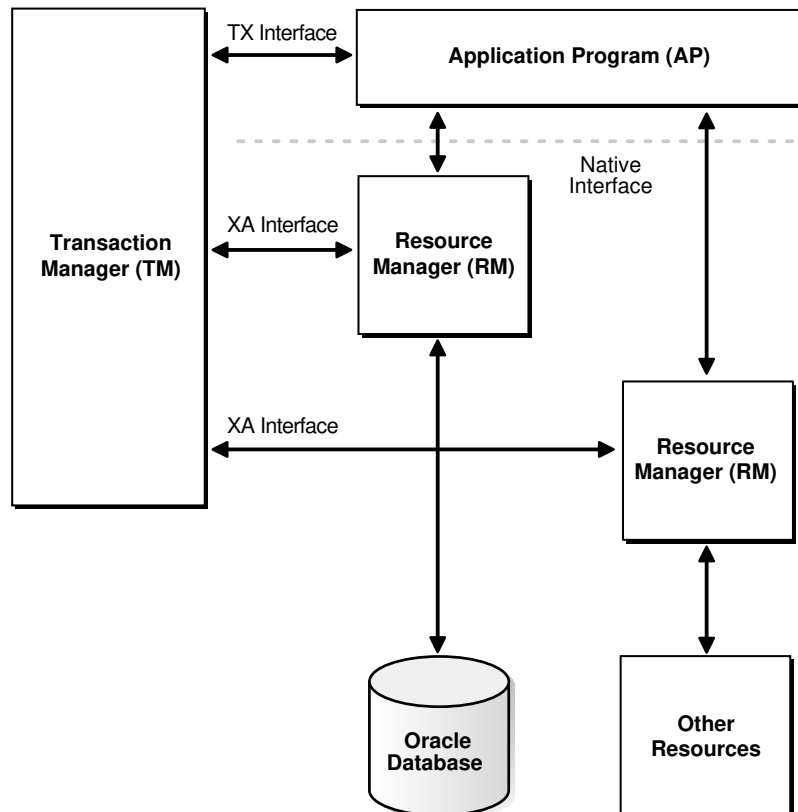 TX Interface
Application Program (AP)
Native
Interface
XA Interface
Transaction
Manager (TM)
Resource
Manager (RM)
XA Interface
Resource
Manager (RM)
Oracle
Database
Other
Resources